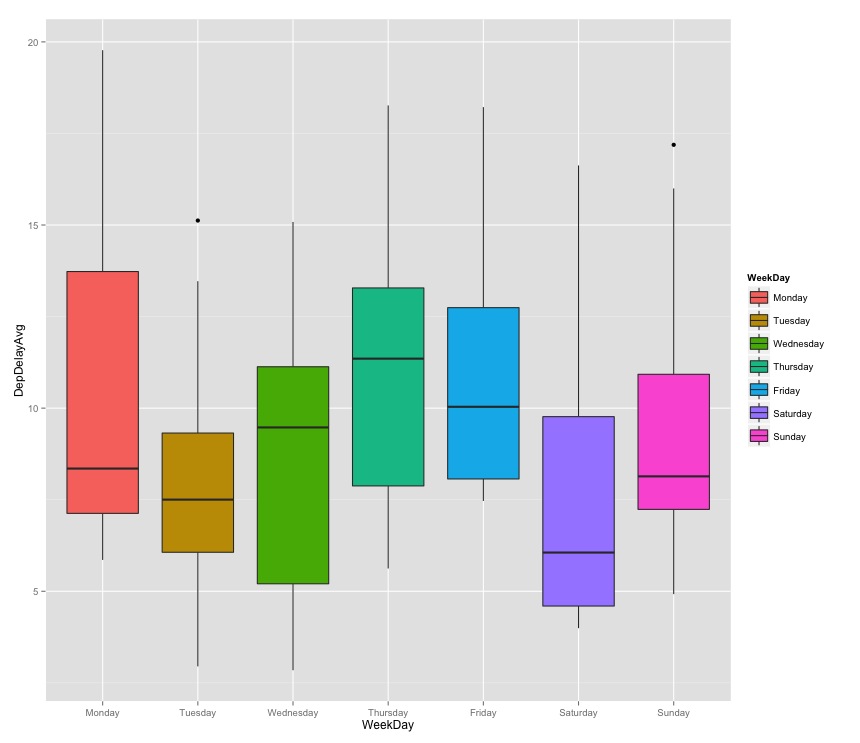 20
15
10
5
DepDelayAvg
Monday Tuesday Wednesday Thursday Friday Saturday Sunday
WeekDay
WeekDay
Monday
Tuesday
Wednesday
Thursday
Friday
Saturday
Sunday